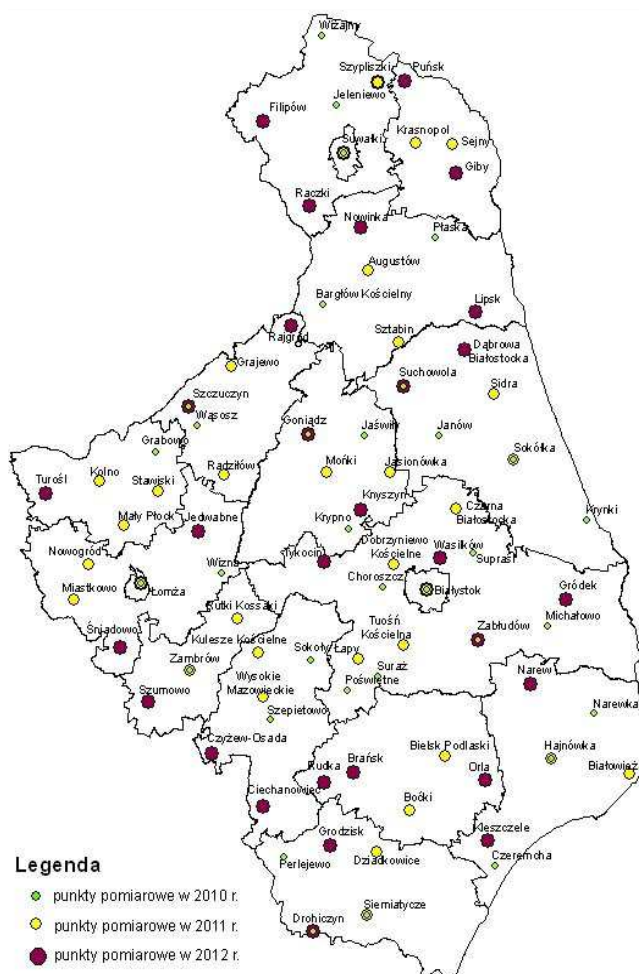 Wizajny
Szypliszki
Puńsk
Jeleniewo
Filipów
Krasnopol
Sejny
Suwałki
Giby
Raczki
Nowinka
Płaska
Augustów
Bargłów Kościelny
Lipsk
Rajgród
Sztabin
Dąbrowa
Białostocka
Grajewo
Suchowola
Sidra
Szczuczyn
Wąsosz
Goniądz
Jaświły
Janów
Grabowo
Sokółka
Turośl
Kolno
Stawiski
Radziłów
Mońki
Jasionówka
Mały Płock
Jedwabne
Knyszyn
Krypno
Czarna
Białostocka
Krynki
Nowogród
Wizna
Tykocin
Dobrzyniewo
Kościelne
Wasilków
Supraśl
Miastkowo
Łomża
Choroszcz
Białystok
Gródek
Rutki Kossaki
Michałowo
Śniadowo
Kulesze Kościelne
Tuośń
Kościelna
Zabłudów
Zambrów
Sokoły
Łapy
Suraż
Wysokie
Mazowieckie
Poświętne
Narew
Szumowo
Szepietowo
Narewka
Czyżew-Osada
Bielsk Podlaski
Hajnówka
Rudka
Brańsk
Orla
Białowieża
Ciechanowiec
Boćki
Grodzisk
Kleszczele
Perlejewo
Dziadkowice
Czeremcha
Siemiatycze
Drohiczyn
Legenda
punkty pomiarowe w 2010 r.
punkty pomiarowe w 2011 r.
punkty pomiarowe w 2012 r.